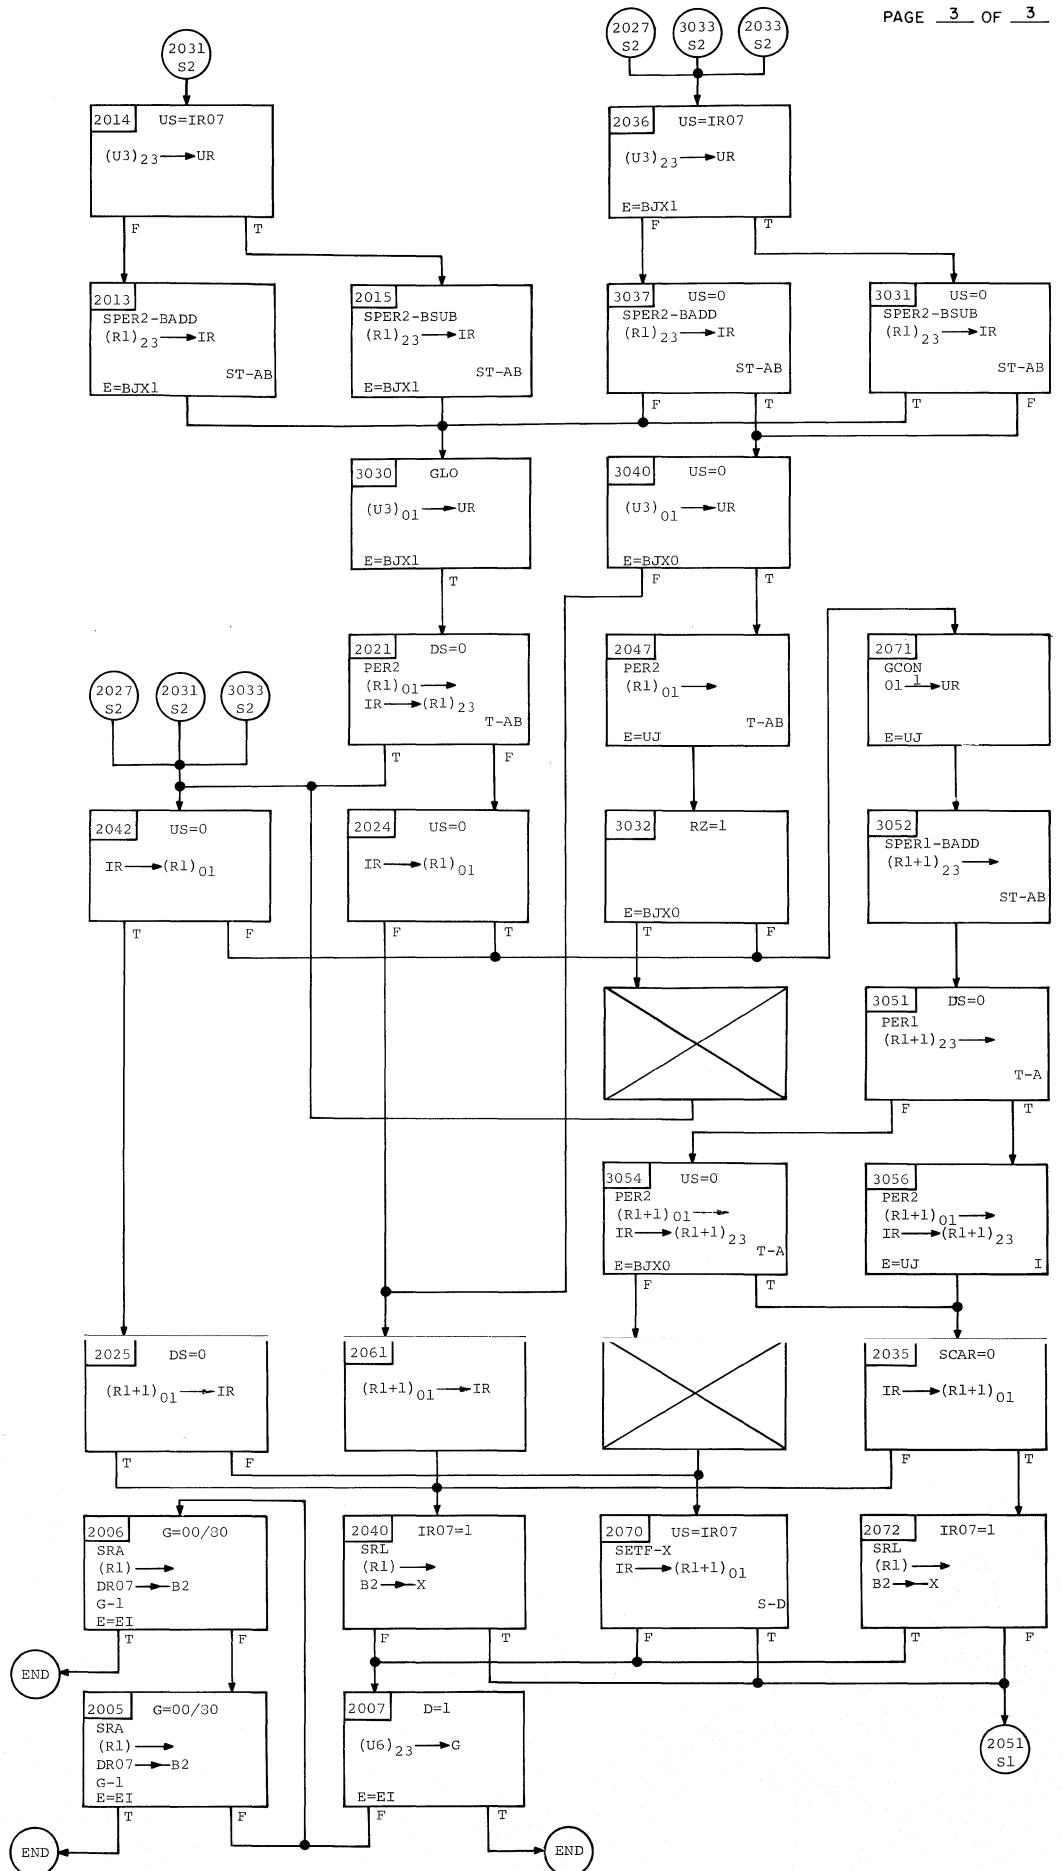 PAGE 3 OF 3
2031
S2
2027
S2
3033
S2
2033
S2
2014 US=IR07
(U3)23 → UR
F T
2036 US=IR07
(U3)23 → UR
E=BJX1
F T
2013
SPER2-BADD
(R1)23 → IR
ST-AB
E=BJX1
2015
SPER2-BSUB
(R1)23 → IR
ST-AB
E=BJX1
3037 US=0
SPER2-BADD
(R1)23 → IR
ST-AB
F T
3031 US=0
SPER2-BSUB
(R1)23 → IR
ST-AB
T F
3030 GLO
(U3)01 → UR
E=BJX1
T
3040 US=0
(U3)01 → UR
E=BJX0
F T
2027
S2
2031
S2
3033
S2
2021 DS=0
PER2
(R1)01 →
IR → (R1)23
T-AB
T F
2047
PER2
(R1)01 →
T-AB
E=UJ
2071
GCON
01 1→ UR
E=UJ
2042 US=0
IR → (R1)01
T F
2024 US=0
IR → (R1)01
F T
3032 RZ=1
E=BJX0
T F
3052
SPER1-BADD
(R1+1)23 →
ST-AB
3051 DS=0
PER1
(R1+1)23 →
T-A
F T
3054 US=0
PER2
(R1+1)01 →
IR → (R1+1)23
T-A
E=BJX0
F T
3056
PER2
(R1+1)01 →
IR → (R1+1)23
E=UJ I
2025 DS=0
(R1+1)01 → IR
T F
2061
(R1+1)01 → IR
2035 SCAR=0
IR → (R1+1)01
F T
2006 G=00/30
SRA
(R1) →
DR07 → B2
G-1
E=EI
T F
2040 IR07=1
SRL
(R1) →
B2 → X
F T
2070 US=IR07
SETF-X
IR → (R1+1)01
S-D
F T
2072 IR07=1
SRL
(R1) →
B2 → X
T F
END
2005 G=00/30
SRA
(R1) →
DR07 → B2
G-1
E=EI
T F
2007 D=1
(U6)23 → G
E=EI
F T
2051
S1
END
END